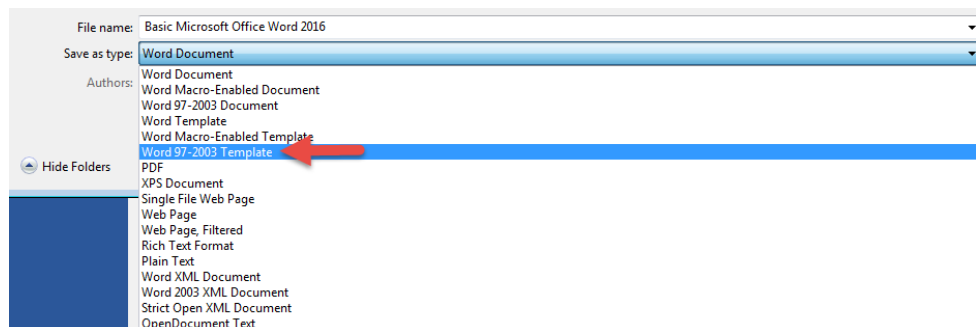 File name: Basic Microsoft Office Word 2016
Save as type: Word Document
Authors:
Word Document
Word Macro-Enabled Document
Word 97-2003 Document
Word Template
Word Macro-Enabled Template
Word 97-2003 Template
Hide Folders
PDF
XPS Document
Single File Web Page
Web Page
Web Page, Filtered
Rich Text Format
Plain Text
Word XML Document
Word 2003 XML Document
Strict Open XML Document
OpenDocument Text